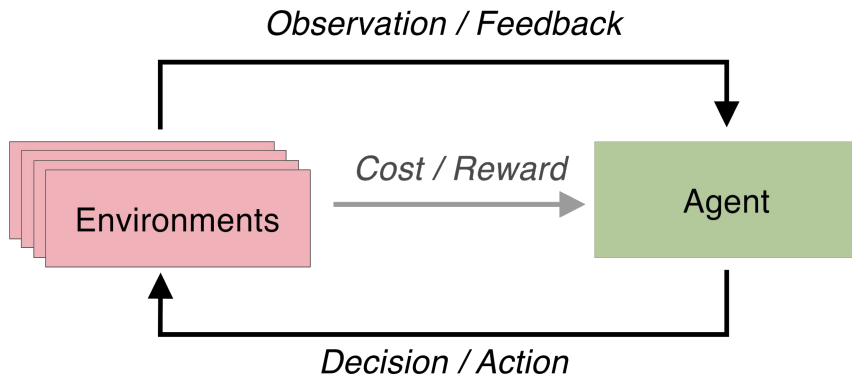 Observation / Feedback
Cost / Reward
Environments
Agent
Decision / Action